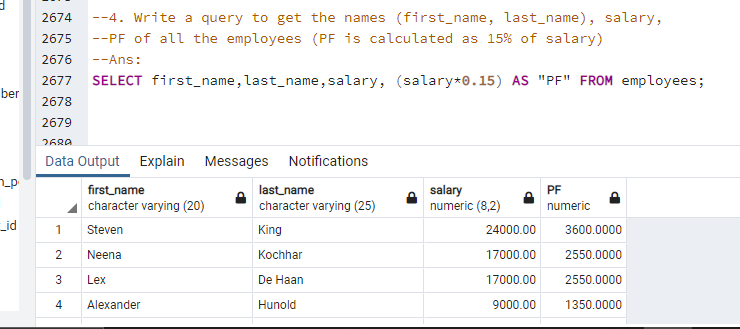 2674 --4. Write a query to get the names (first_name, last_name), salary,
2675 --PF of all the employees (PF is calculated as 15% of salary)
2676 --Ans:
2677 SELECT first_name,last_name,salary, (salary*0.15) AS "PF" FROM employees;
ber
2678
2679
2680
Data Output Explain Messages Notifications
first_name last_name salary PF
character varying (20) character varying (25) numeric (8,2) numeric
_id
1 Steven King 24000.00 3600.0000
2 Neena Kochhar 17000.00 2550.0000
3 Lex De Haan 17000.00 2550.0000
4 Alexander Hunold 9000.00 1350.0000